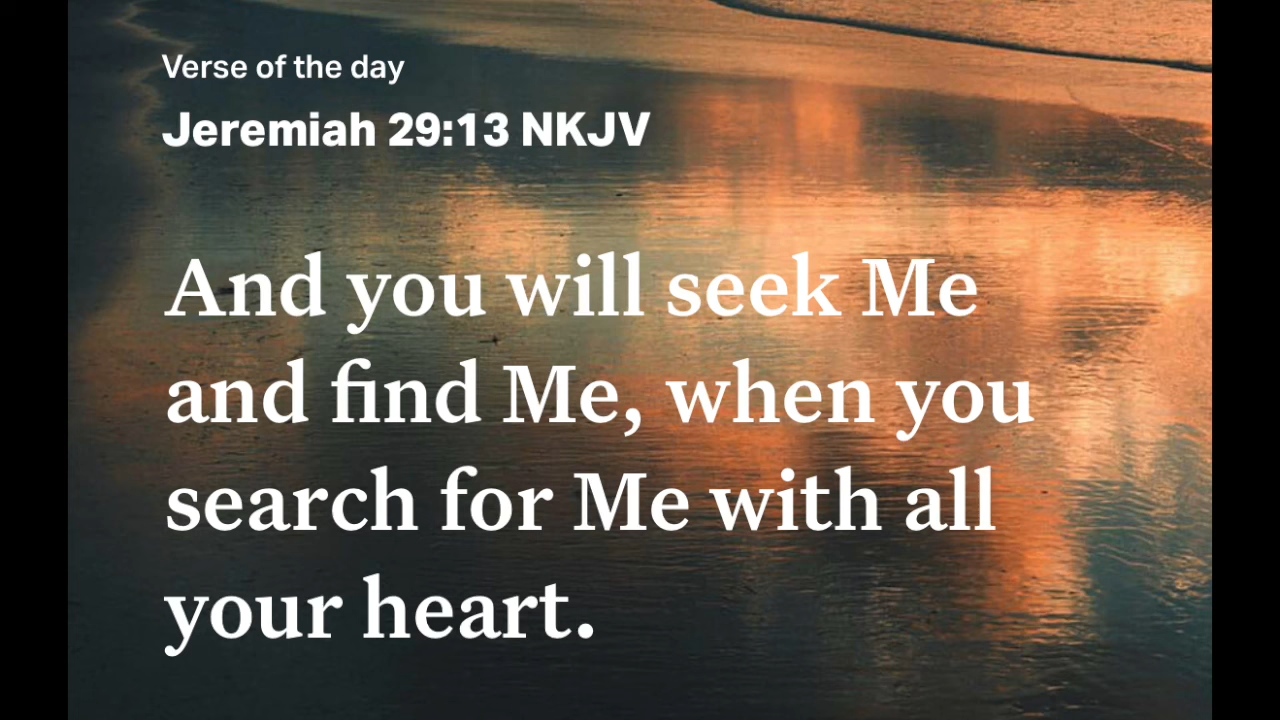 Verse of the day
Jeremiah 29:13 NKJV
And you will seek Me
and find Me, when you
search for Me with all
your heart.